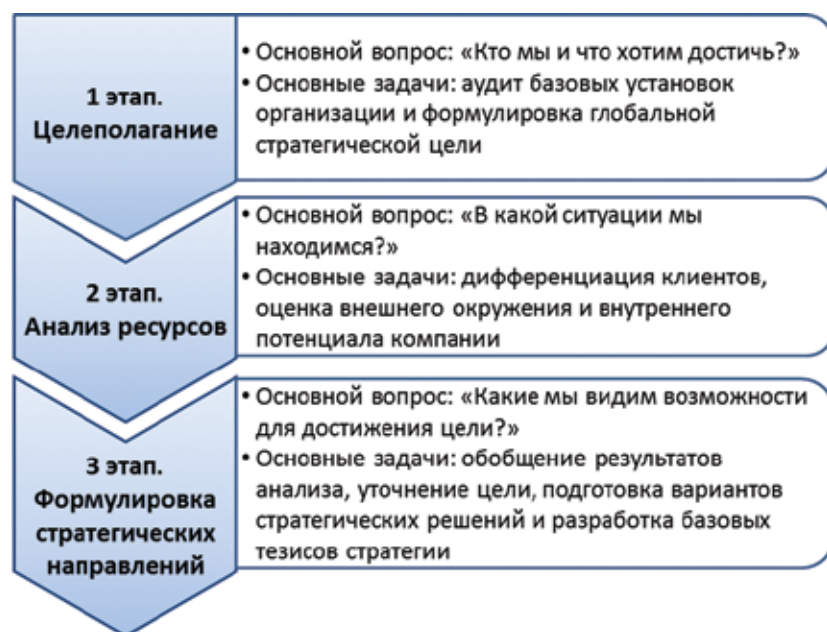 1 этап.
Целеполагание
• Основной вопрос: «Кто мы и что хотим достичь?»
• Основные задачи: аудит базовых установок
организации и формулировка глобальной
стратегической цели
2 этап.
Анализ ресурсов
• Основной вопрос: «В какой ситуации мы
находимся?»
• Основные задачи: дифференциация клиентов,
оценка внешнего окружения и внутреннего
потенциала компании
3 этап.
Формулировка
стратегических
направлений
• Основной вопрос: «Какие мы видим возможности
для достижения цели?»
• Основные задачи: обобщение результатов
анализа, уточнение цели, подготовка вариантов
стратегических решений и разработка базовых
тезисов стратегии